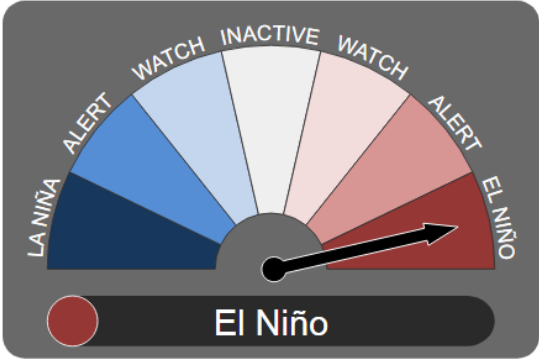 LA NIÑA
ALERT
WATCH
INACTIVE
WATCH
ALERT
EL NIÑO
El Niño